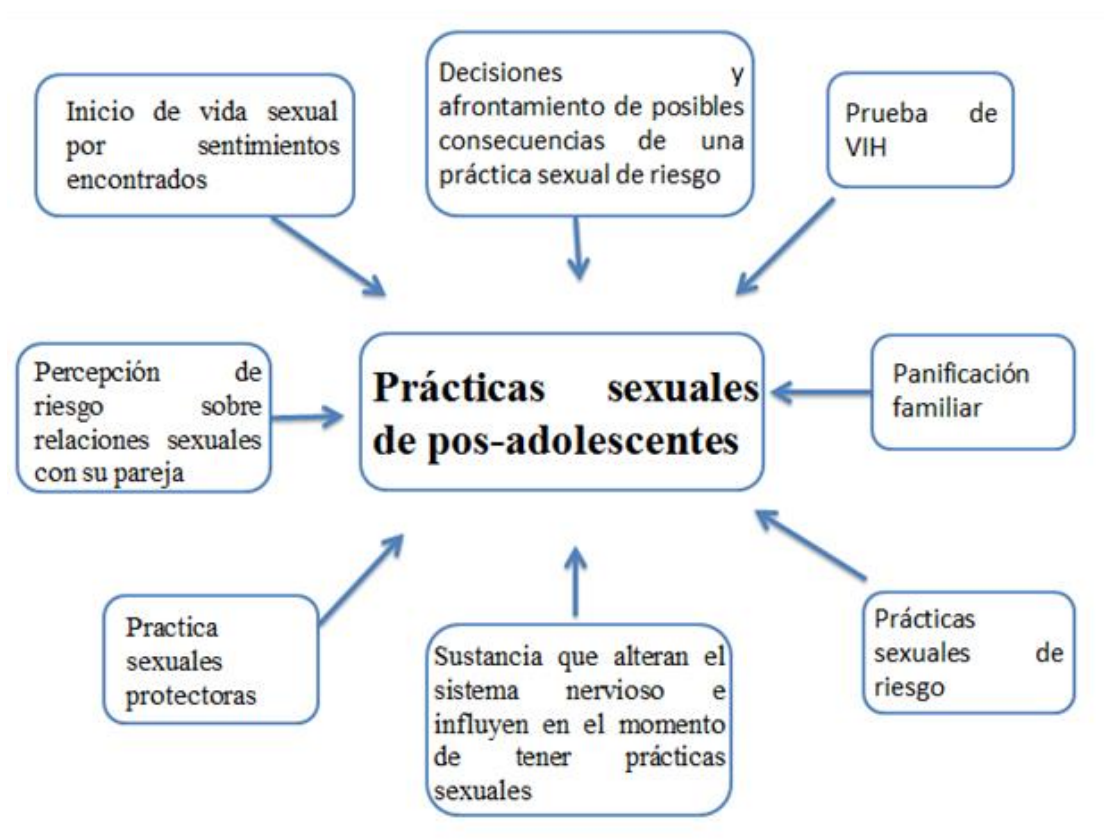 Inicio de vida sexual
por sentimientos
encontrados
Decisiones y
afrontamiento de posibles
consecuencias de una
práctica sexual de riesgo
Prueba de
VIH
Percepción de
riesgo sobre
relaciones sexuales
con su pareja
Prácticas sexuales
de pos-adolescentes
Panificación
familiar
Practica
sexuales
protectoras
Sustancia que alteran el
sistema nervioso e
influyen en el momento
de tener prácticas
sexuales
Prácticas
sexuales de
riesgo